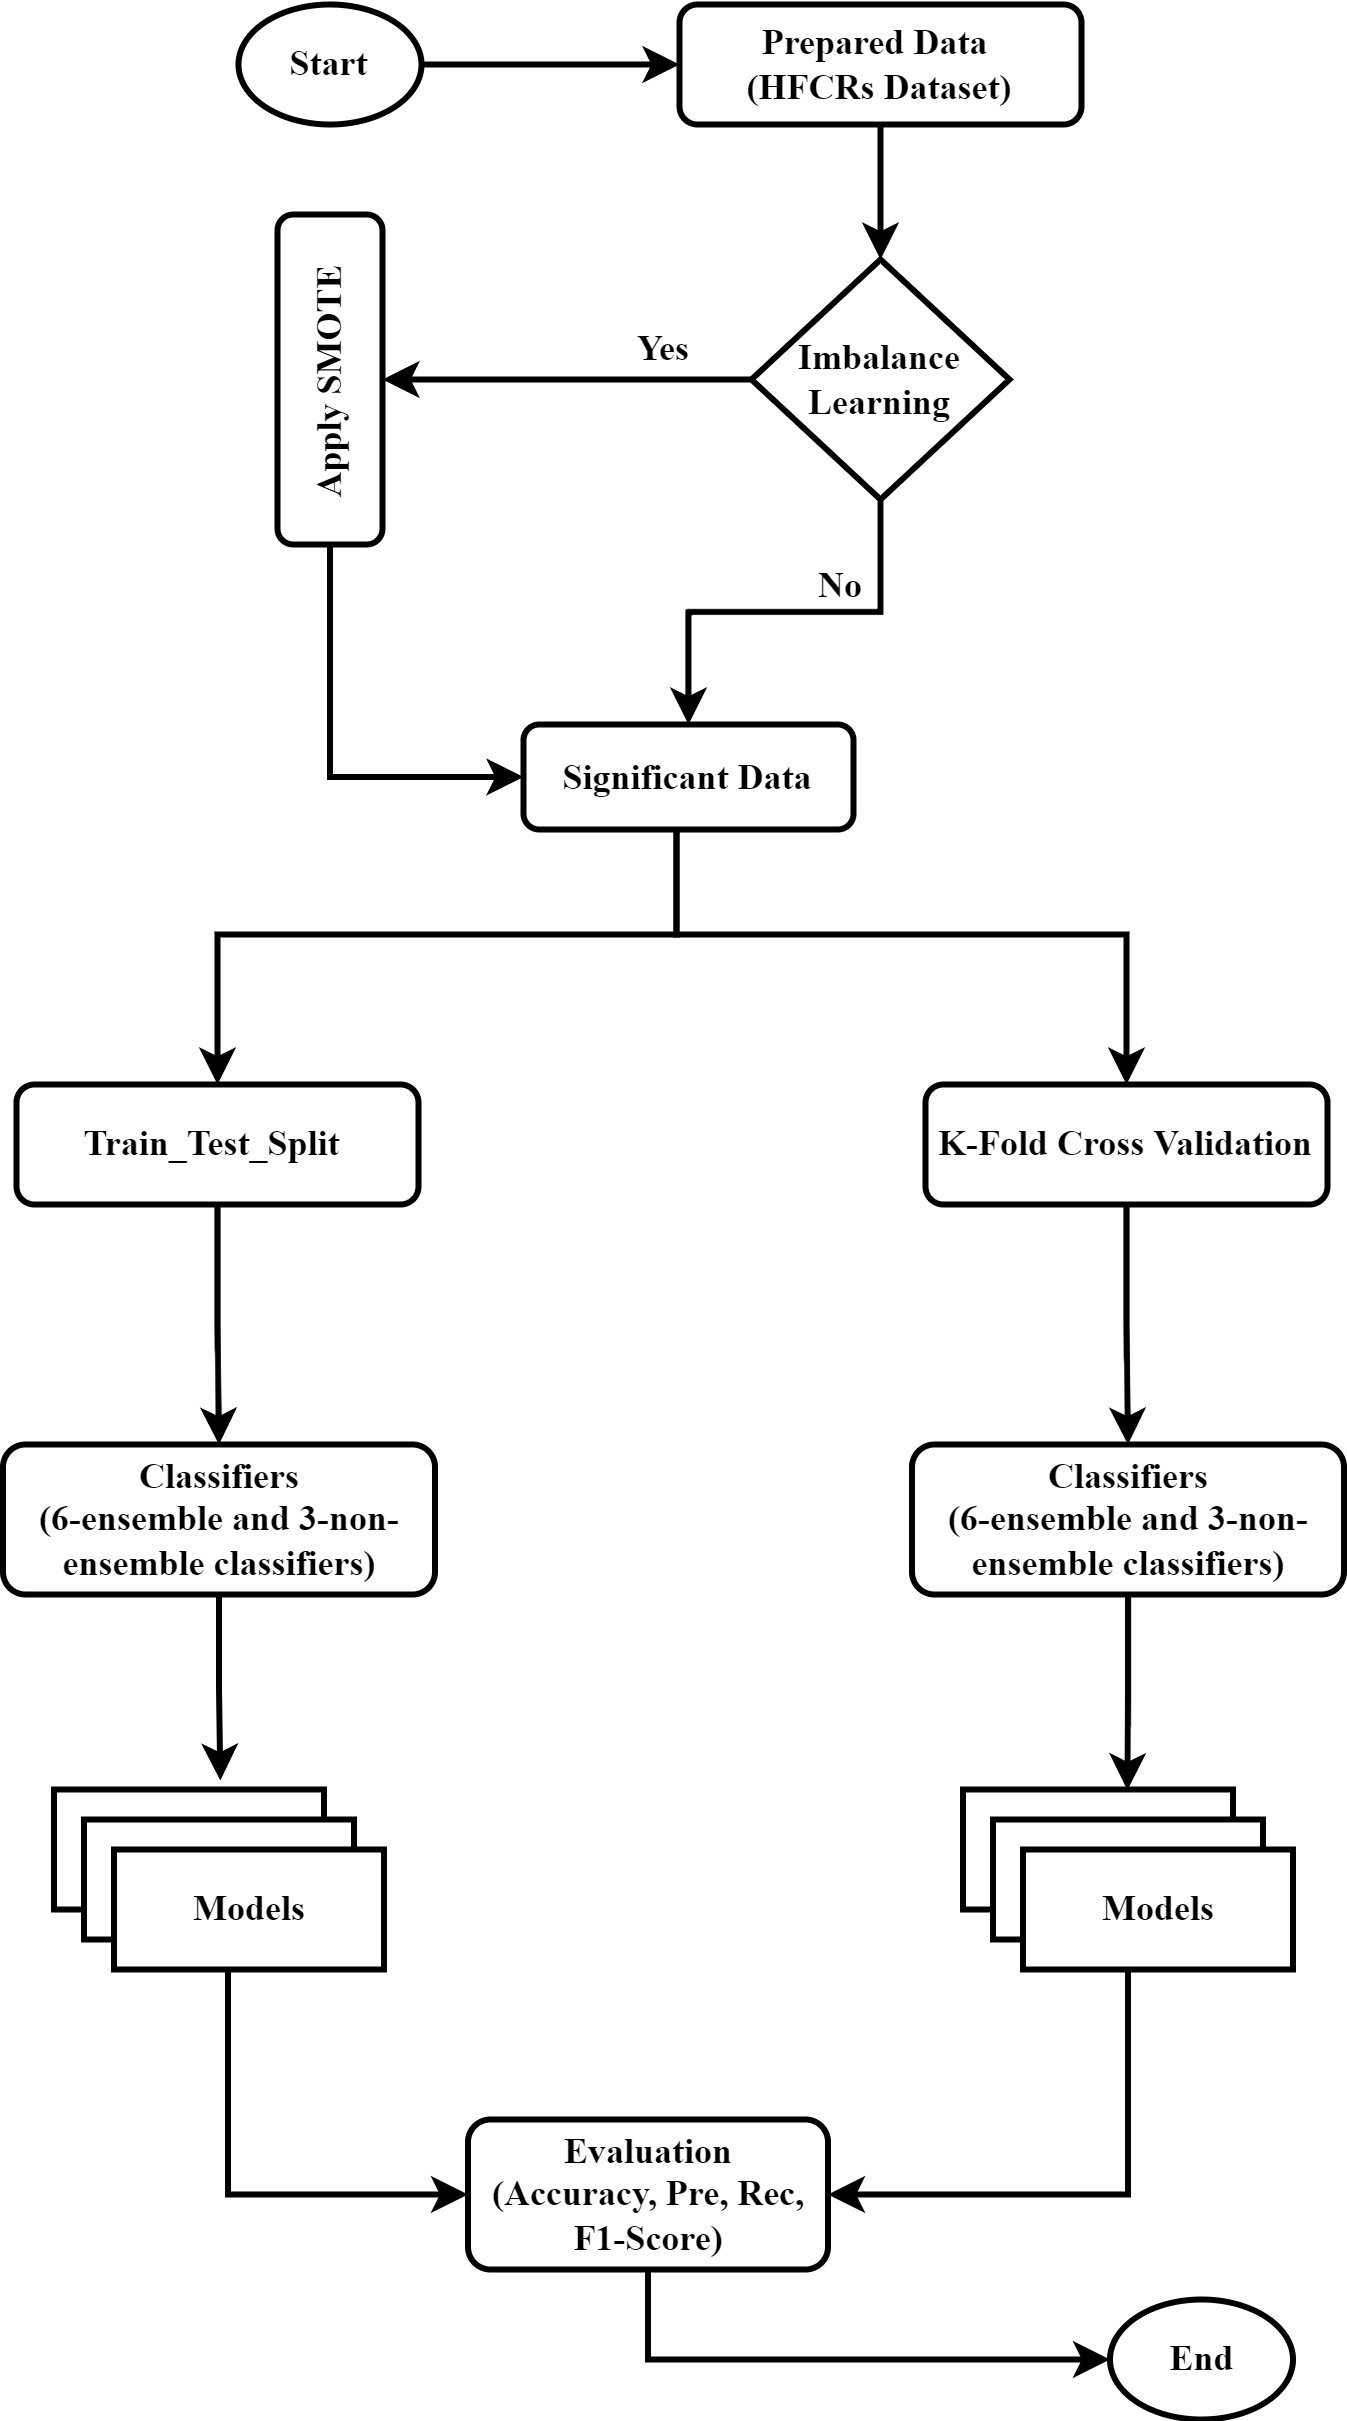 Start
Prepared Data
(HFCRs Dataset)
Apply SMOTE
Yes
Imbalance
Learning
No
Significant Data
Train_Test_Split
K-Fold Cross Validation
Classifiers
(6-ensemble and 3-non-
ensemble classifiers)
Classifiers
(6-ensemble and 3-non-
ensemble classifiers)
Models
Models
Evaluation
(Accuracy, Pre, Rec,
F1-Score)
End